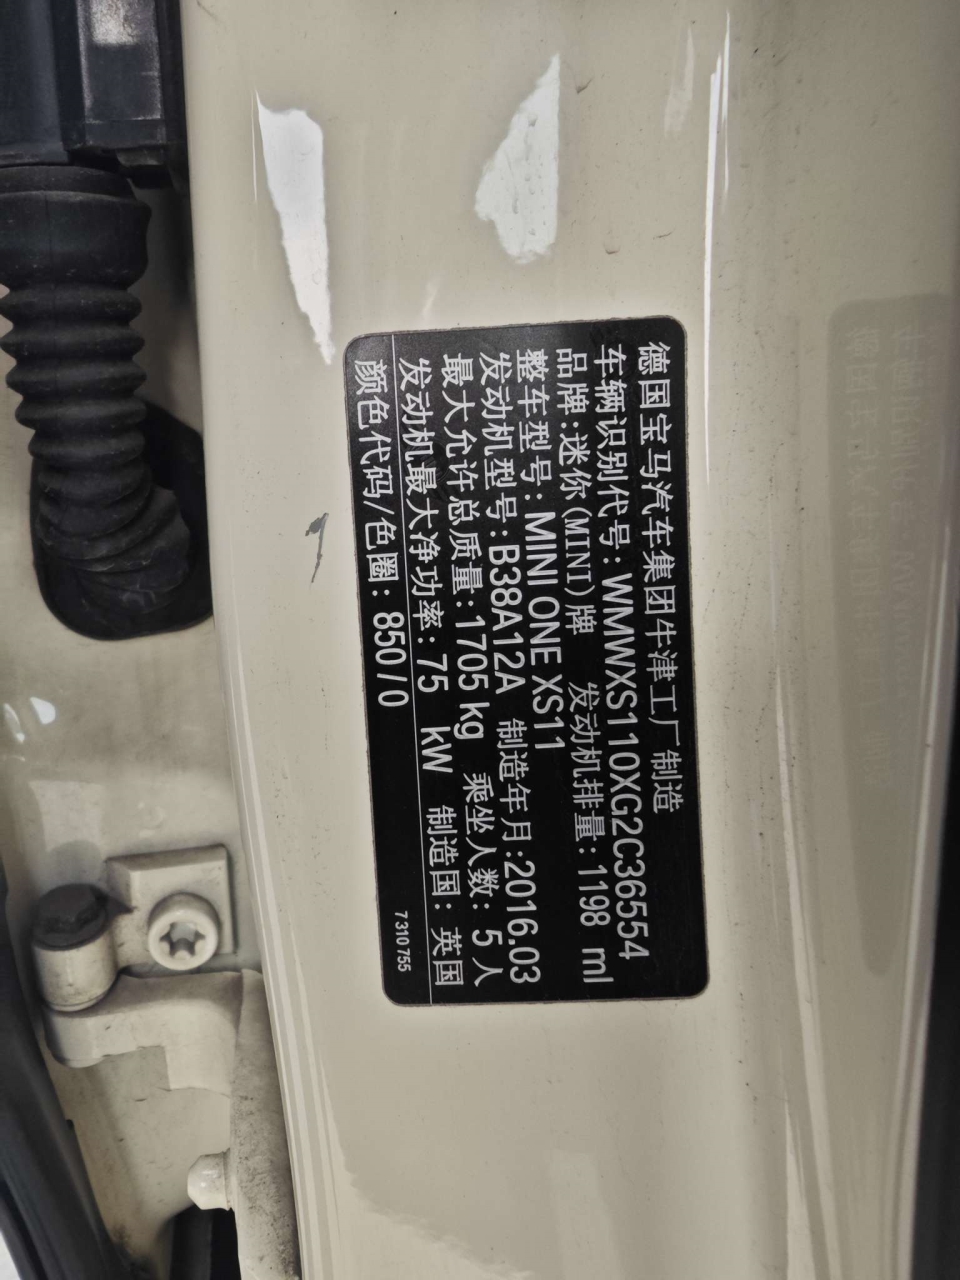 德国宝马汽车集团牛津工厂制造
车辆识别代号：WMWXS110XG2C36554
品牌：迷你(MINI)牌 发动机排量：1198 ml
整车型号：MINI ONE XS11
发动机型号：B38A12A 制造年月：2016.03
最大允许总质量：1705 kg 乘坐人数：5 人
发动机最大净功率：75 kW 制造国：英国
颜色代码/色圈：850/0 7310755